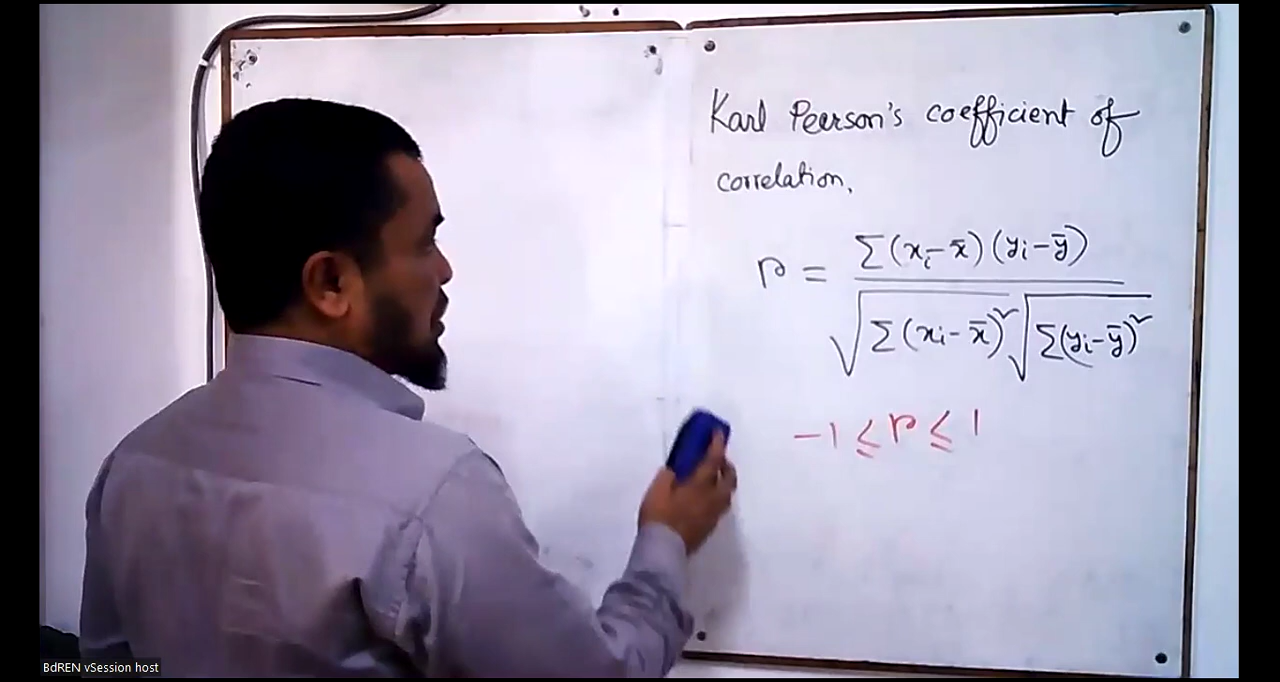 Karl Pearson's coefficient of
correlation.
r = Σ(xi - x̄)(yi - ȳ) / √Σ(xi - x̄)² √Σ(yi - ȳ)²
-1 ≤ r ≤ 1
BdREN vSession host